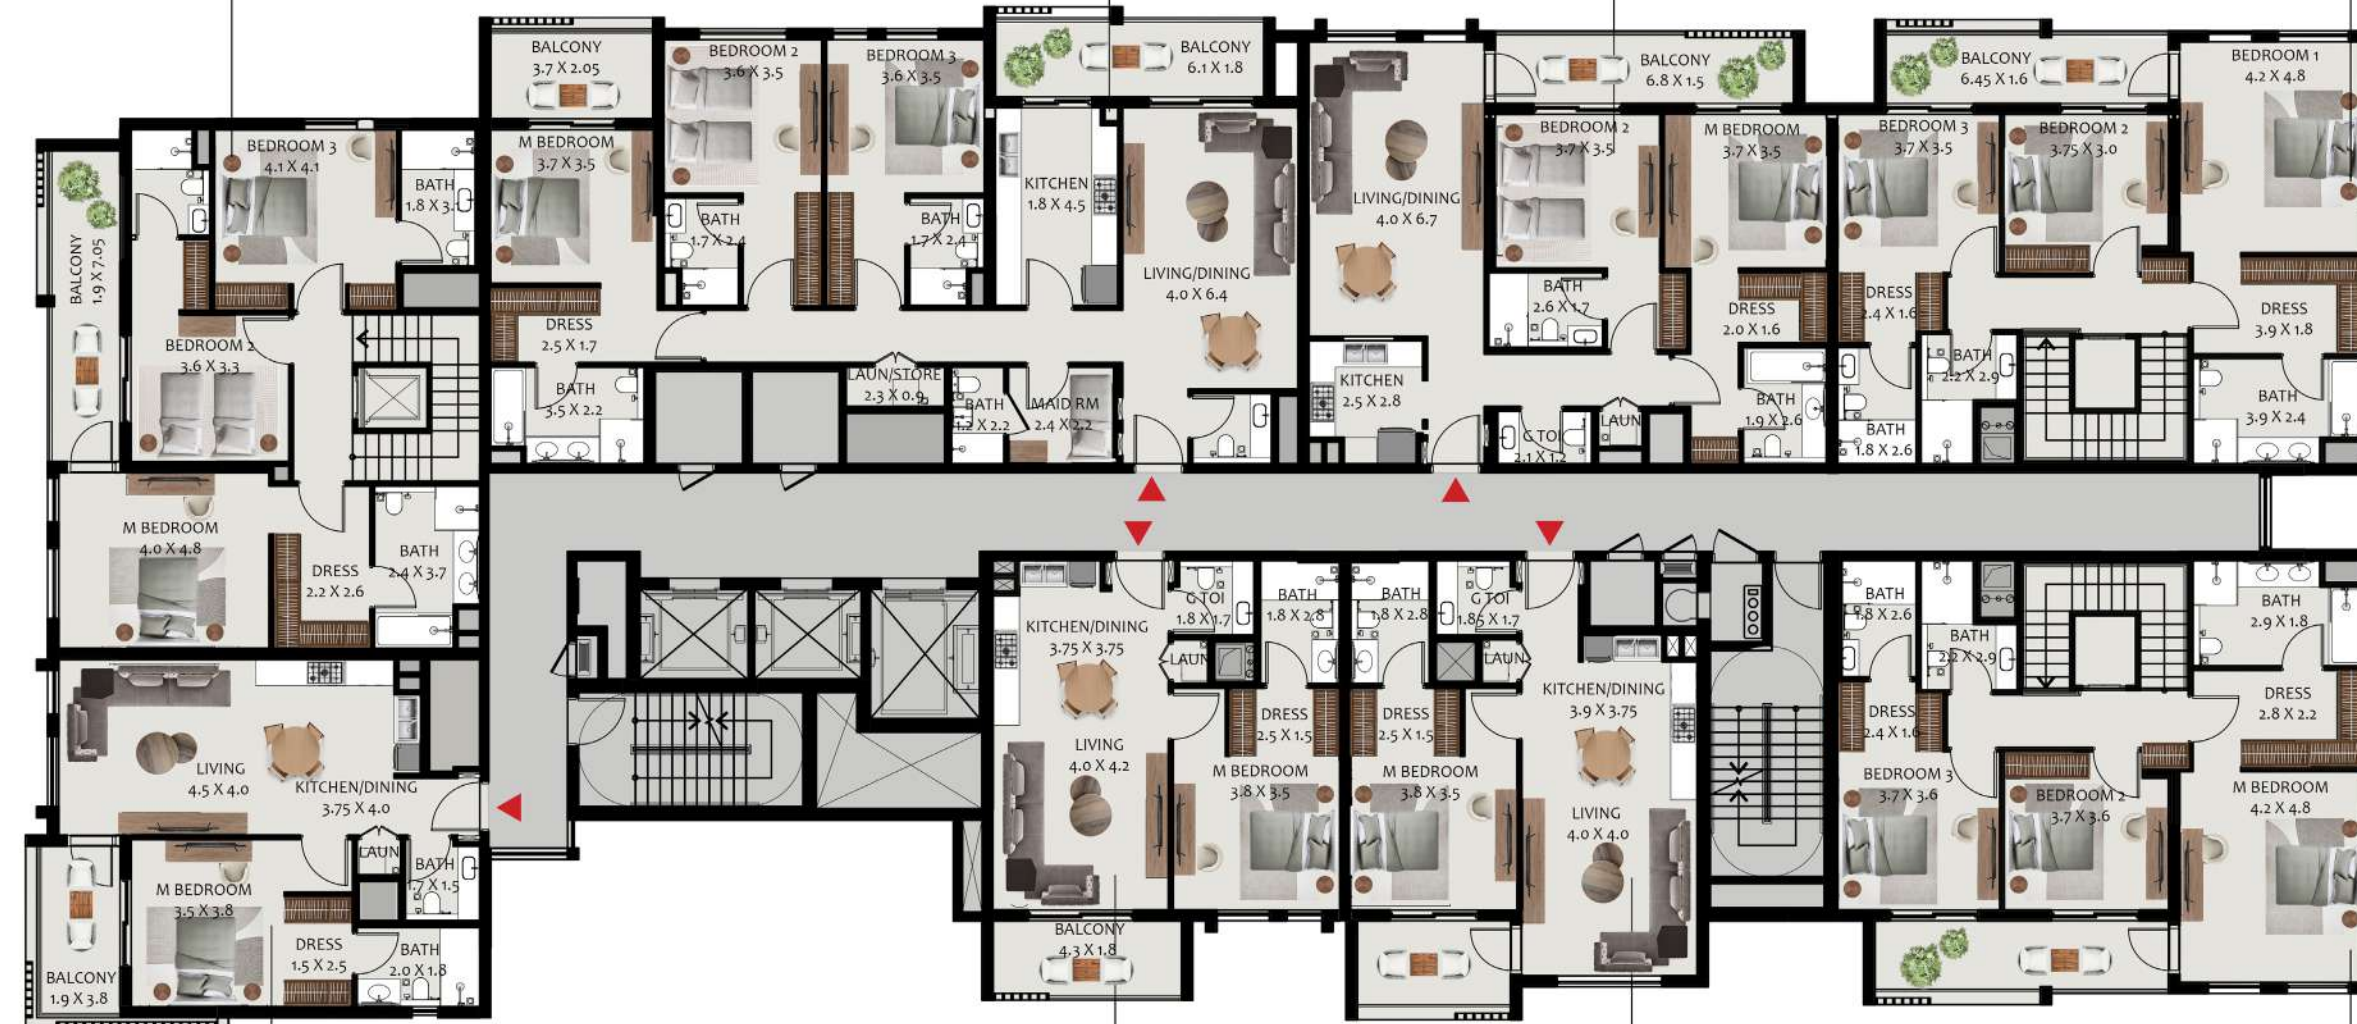 BALCONY
3.7 X 2.05
BEDROOM 2
3.6 X 3.5
BEDROOM 3
3.6 X 3.5
BALCONY
6.1 X 1.8
BALCONY
6.8 X 1.5
BALCONY
6.45 X 1.6
BEDROOM 1
4.2 X 4.8
BEDROOM 3
4.1 X 4.1
BATH
1.8 X 3.
M BEDROOM
3.7 X 3.5
KITCHEN
1.8 X 4.5
LIVING/DINING
4.0 X 6.7
BEDROOM 2
3.7 X 3.5
M BEDROOM
3.7 X 3.5
BEDROOM 3
3.7 X 3.5
BEDROOM 2
3.75 X 3.0
BALCONY
1.9 X 7.05
BATH
1.7 X 2.4
BATH
1.7 X 2.4
LIVING/DINING
4.0 X 6.4
BATH
2.6 X 1.7
DRESS
2.0 X 1.6
DRESS
2.4 X 1.6
DRESS
3.9 X 1.8
BEDROOM 2
3.6 X 3.3
DRESS
2.5 X 1.7
BATH
3.5 X 2.2
LAUN/STORE
2.3 X 0.9
BATH
1.2 X 2.2
MAID RM
2.4 X 2.2
KITCHEN
2.5 X 2.8
G TOI
2.1 X 1.2
LAUN
BATH
1.9 X 2.6
BATH
1.8 X 2.6
BATH
2.2 X 2.9
BATH
3.9 X 2.4
M BEDROOM
4.0 X 4.8
DRESS
2.2 X 2.6
BATH
2.4 X 3.7
KITCHEN/DINING
3.75 X 3.75
G TOI
1.8 X 1.7
BATH
1.8 X 2.8
BATH
1.8 X 2.8
G TOI
1.85 X 1.7
BATH
1.8 X 2.6
BATH
2.2 X 2.9
BATH
2.9 X 1.8
LAUN
LAUN
KITCHEN/DINING
3.9 X 3.75
DRESS
2.5 X 1.5
DRESS
2.5 X 1.5
DRESS
2.4 X 1.6
DRESS
2.8 X 2.2
LIVING
4.5 X 4.0
KITCHEN/DINING
3.75 X 4.0
LIVING
4.0 X 4.2
M BEDROOM
3.8 X 3.5
M BEDROOM
3.8 X 3.5
LIVING
4.0 X 4.0
BEDROOM 3
3.7 X 3.6
BEDROOM 2
3.7 X 3.6
M BEDROOM
4.2 X 4.8
LAUN
BATH
1.7 X 1.5
M BEDROOM
3.5 X 3.8
DRESS
1.5 X 2.5
BATH
2.0 X 1.8
BALCONY
1.9 X 3.8
BALCONY
4.3 X 1.8